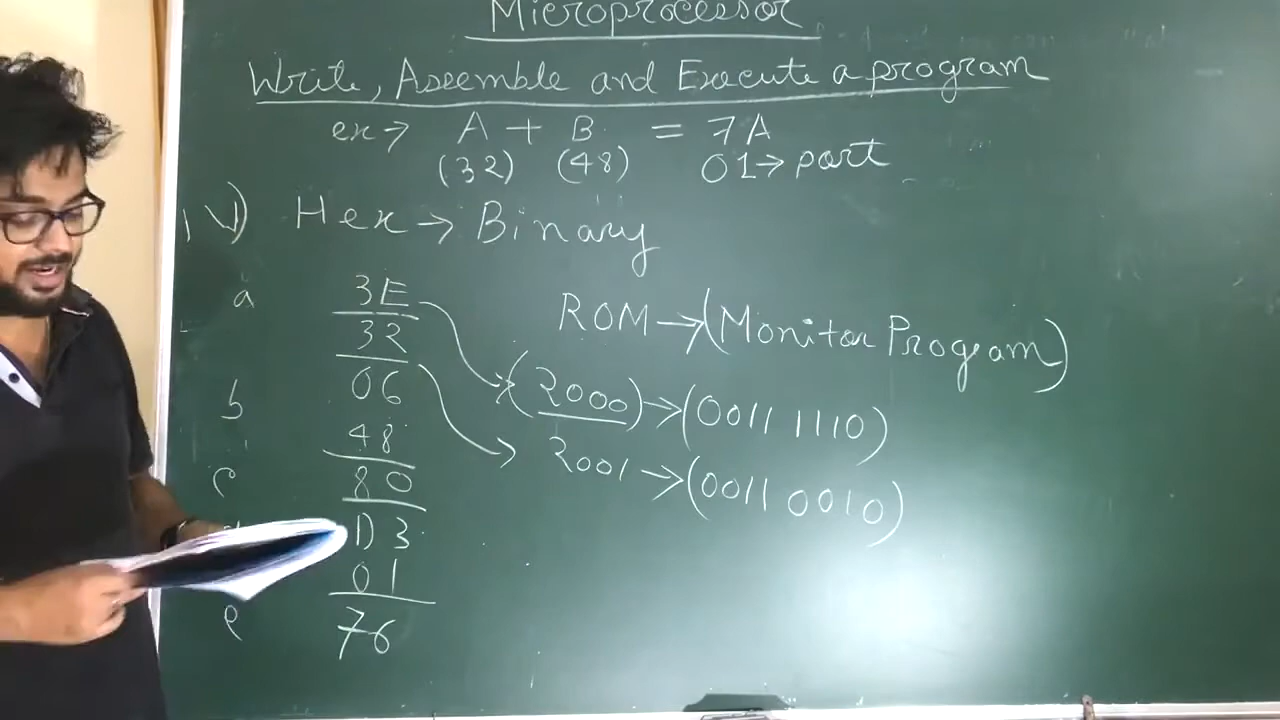 Microprocessor
Write, Assemble and Execute a program
ex → A + B = 7A
(32) (48) 01 → port
IV) Hex → Binary
a 3E
32
ROM → (Monitor Program)
b 06
(2000) → (0011 1110)
48
2001 → (0011 0010)
c 80
d D3
01
e 76